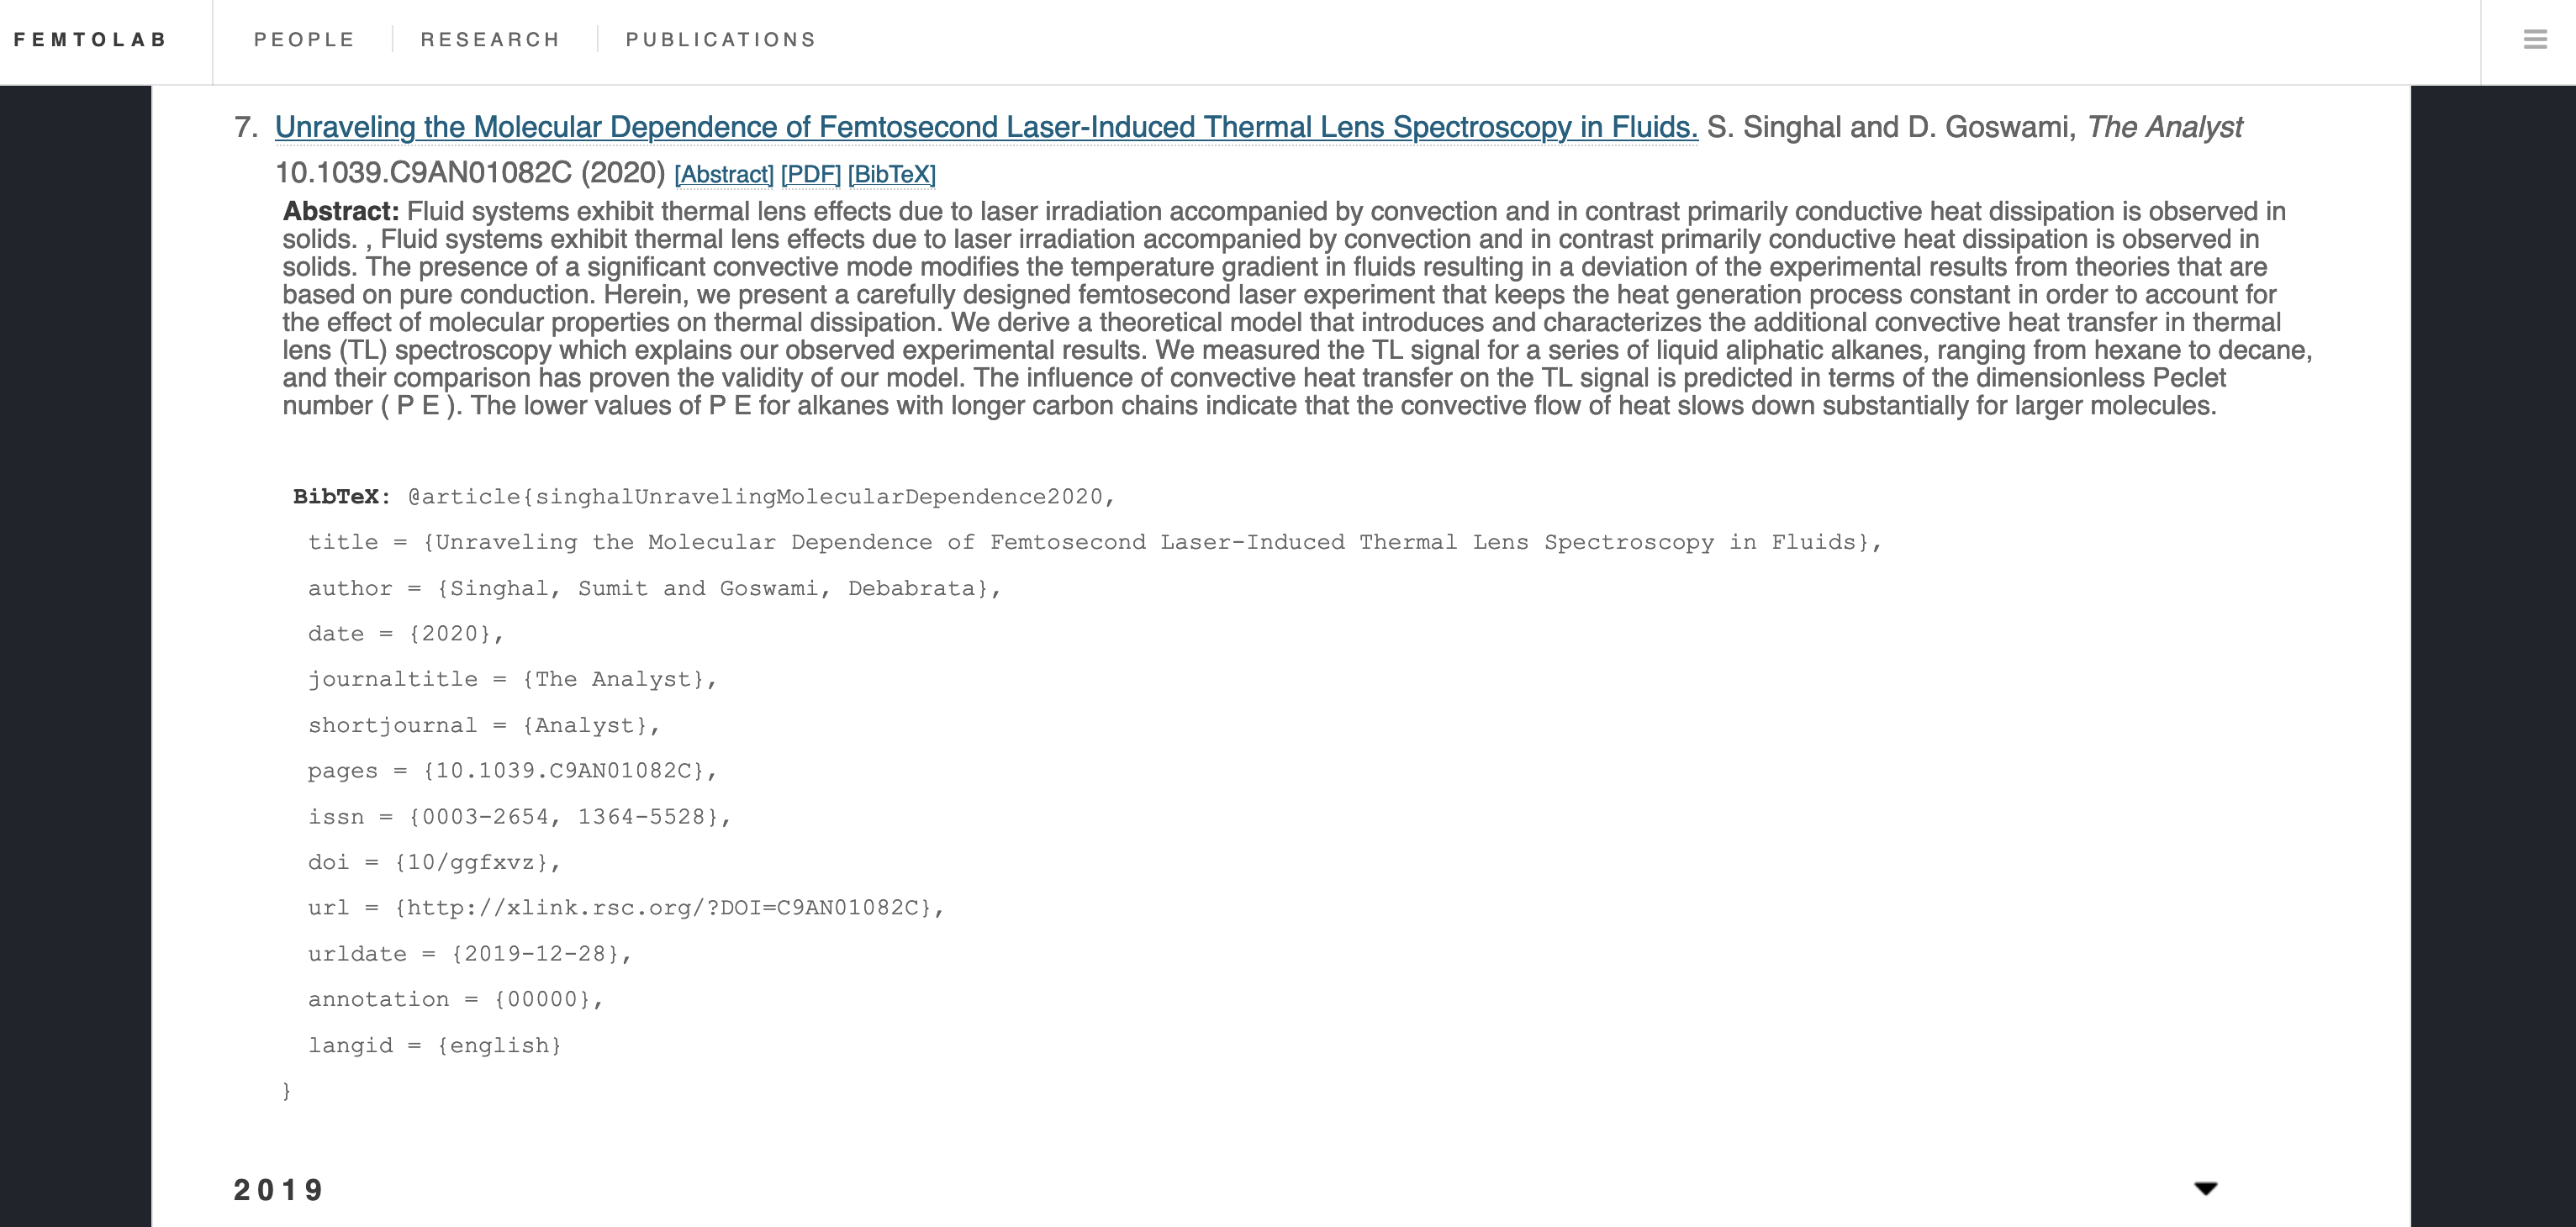 FEMTOLAB PEOPLE RESEARCH PUBLICATIONS
7. Unraveling the Molecular Dependence of Femtosecond Laser-Induced Thermal Lens Spectroscopy in Fluids. S. Singhal and D. Goswami, The Analyst
10.1039.C9AN01082C (2020) [Abstract] [PDF] [BibTeX]
Abstract: Fluid systems exhibit thermal lens effects due to laser irradiation accompanied by convection and in contrast primarily conductive heat dissipation is observed in
solids. , Fluid systems exhibit thermal lens effects due to laser irradiation accompanied by convection and in contrast primarily conductive heat dissipation is observed in
solids. The presence of a significant convective mode modifies the temperature gradient in fluids resulting in a deviation of the experimental results from theories that are
based on pure conduction. Herein, we present a carefully designed femtosecond laser experiment that keeps the heat generation process constant in order to account for
the effect of molecular properties on thermal dissipation. We derive a theoretical model that introduces and characterizes the additional convective heat transfer in thermal
lens (TL) spectroscopy which explains our observed experimental results. We measured the TL signal for a series of liquid aliphatic alkanes, ranging from hexane to decane,
and their comparison has proven the validity of our model. The influence of convective heat transfer on the TL signal is predicted in terms of the dimensionless Peclet
number ( P E ). The lower values of P E for alkanes with longer carbon chains indicate that the convective flow of heat slows down substantially for larger molecules.
BibTeX: @article{singhalUnravelingMolecularDependence2020,
title = {Unraveling the Molecular Dependence of Femtosecond Laser-Induced Thermal Lens Spectroscopy in Fluids},
author = {Singhal, Sumit and Goswami, Debabrata},
date = {2020},
journaltitle = {The Analyst},
shortjournal = {Analyst},
pages = {10.1039.C9AN01082C},
issn = {0003-2654, 1364-5528},
doi = {10/ggfxvz},
url = {http://xlink.rsc.org/?DOI=C9AN01082C},
urldate = {2019-12-28},
annotation = {00000},
langid = {english}
}
2019